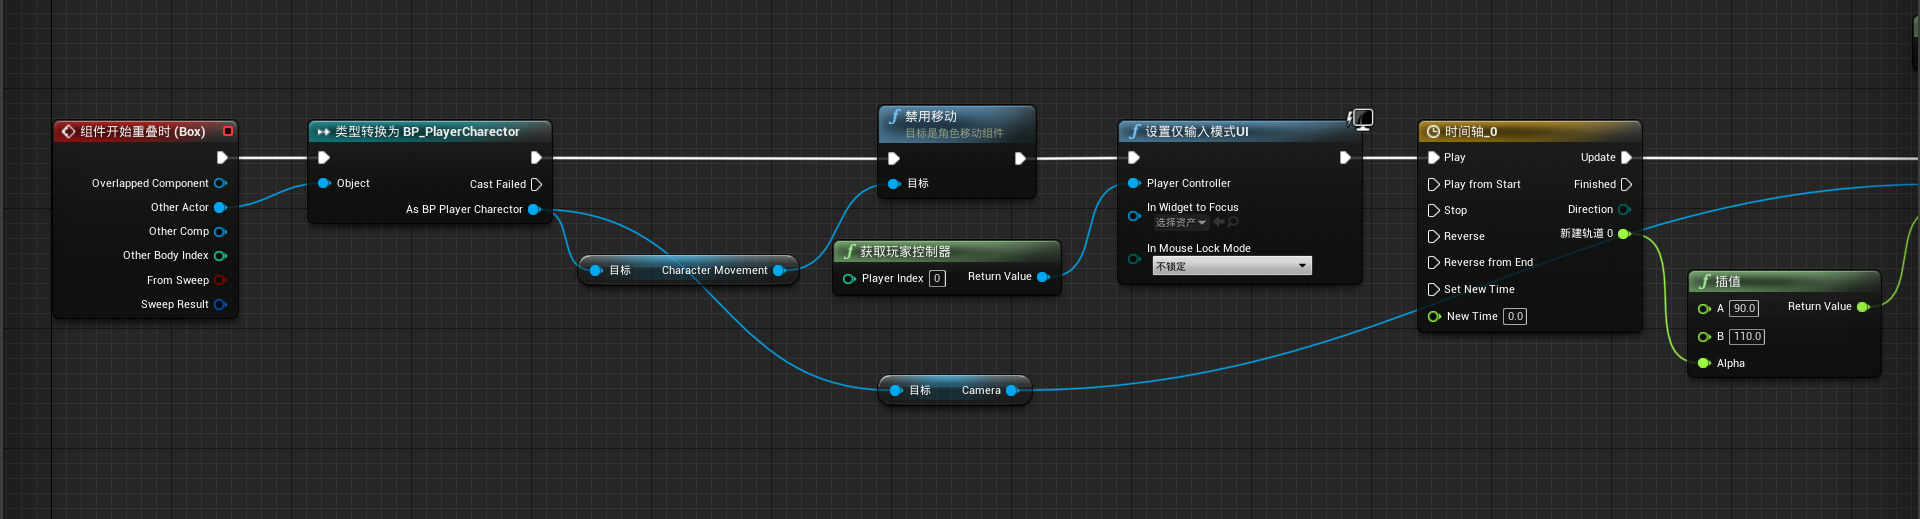 组件开始重叠时 (Box)
Overlapped Component
Other Actor
Other Comp
Other Body Index
From Sweep
Sweep Result
类型转换为 BP_PlayerCharector
Object
Cast Failed
As BP Player Charector
目标
Character Movement
禁用移动
目标是角色移动组件
目标
获取玩家控制器
Player Index 0
Return Value
目标
Camera
设置仅输入模式UI
Player Controller
In Widget to Focus
选择资产
In Mouse Lock Mode
不锁定
时间轴_0
Play
Update
Play from Start
Finished
Stop
Direction
Reverse
新建轨道 0
Reverse from End
Set New Time
New Time 0.0
插值
A 90.0
Return Value
B 110.0
Alpha